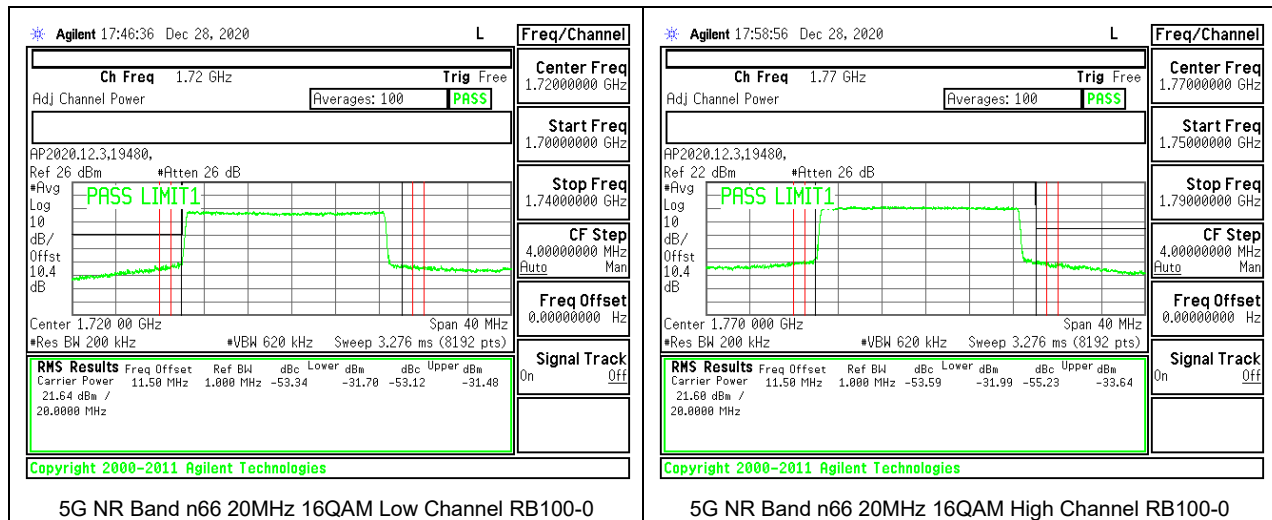 Agilent 17:46:36 Dec 28, 2020 L
Freq/Channel
Ch Freq 1.72 GHz Trig Free
Adj Channel Power Averages: 100 PASS
AP2020.12.3,19480,
Ref 26 dBm #Atten 26 dB
#Avg
Log
10
dB/
Offst
10.4
dB
PASS LIMIT1
Center 1.720 00 GHz Span 40 MHz
#Res BW 200 kHz #VBW 620 kHz Sweep 3.276 ms (8192 pts)
RMS Results Freq Offset Ref BW dBc Lower dBm dBc Upper dBm
Carrier Power 11.50 MHz 1.000 MHz -53.34 -31.70 -53.12 -31.48
21.64 dBm /
20.0000 MHz
Center Freq
1.72000000 GHz
Start Freq
1.70000000 GHz
Stop Freq
1.74000000 GHz
CF Step
4.00000000 MHz
Auto Man
Freq Offset
0.00000000 Hz
Signal Track
On Off
Copyright 2000-2011 Agilent Technologies
5G NR Band n66 20MHz 16QAM Low Channel RB100-0
Agilent 17:58:56 Dec 28, 2020 L
Freq/Channel
Ch Freq 1.77 GHz Trig Free
Adj Channel Power Averages: 100 PASS
AP2020.12.3,19480,
Ref 22 dBm #Atten 26 dB
#Avg
Log
10
dB/
Offst
10.4
dB
PASS LIMIT1
Center 1.770 000 GHz Span 40 MHz
#Res BW 200 kHz #VBW 620 kHz Sweep 3.276 ms (8192 pts)
RMS Results Freq Offset Ref BW dBc Lower dBm dBc Upper dBm
Carrier Power 11.50 MHz 1.000 MHz -53.59 -31.99 -55.23 -33.64
21.60 dBm /
20.0000 MHz
Center Freq
1.77000000 GHz
Start Freq
1.75000000 GHz
Stop Freq
1.79000000 GHz
CF Step
4.00000000 MHz
Auto Man
Freq Offset
0.00000000 Hz
Signal Track
On Off
Copyright 2000-2011 Agilent Technologies
5G NR Band n66 20MHz 16QAM High Channel RB100-0